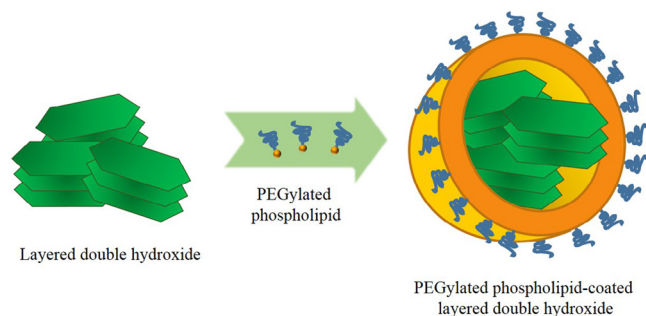 Layered double hydroxide
PEGylated
phospholipid
PEGylated phospholipid-coated
layered double hydroxide